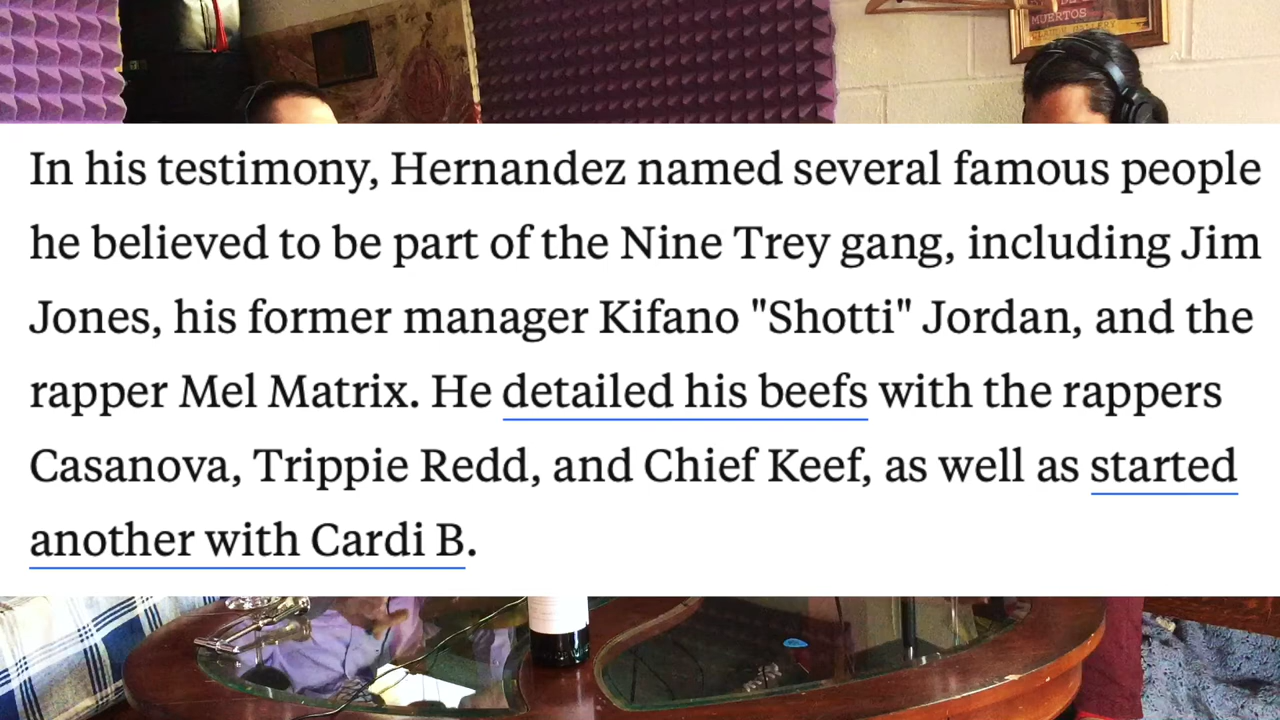 MUERTOS
In his testimony, Hernandez named several famous people
he believed to be part of the Nine Trey gang, including Jim
Jones, his former manager Kifano "Shotti" Jordan, and the
rapper Mel Matrix. He detailed his beefs with the rappers
Casanova, Trippie Redd, and Chief Keef, as well as started
another with Cardi B.